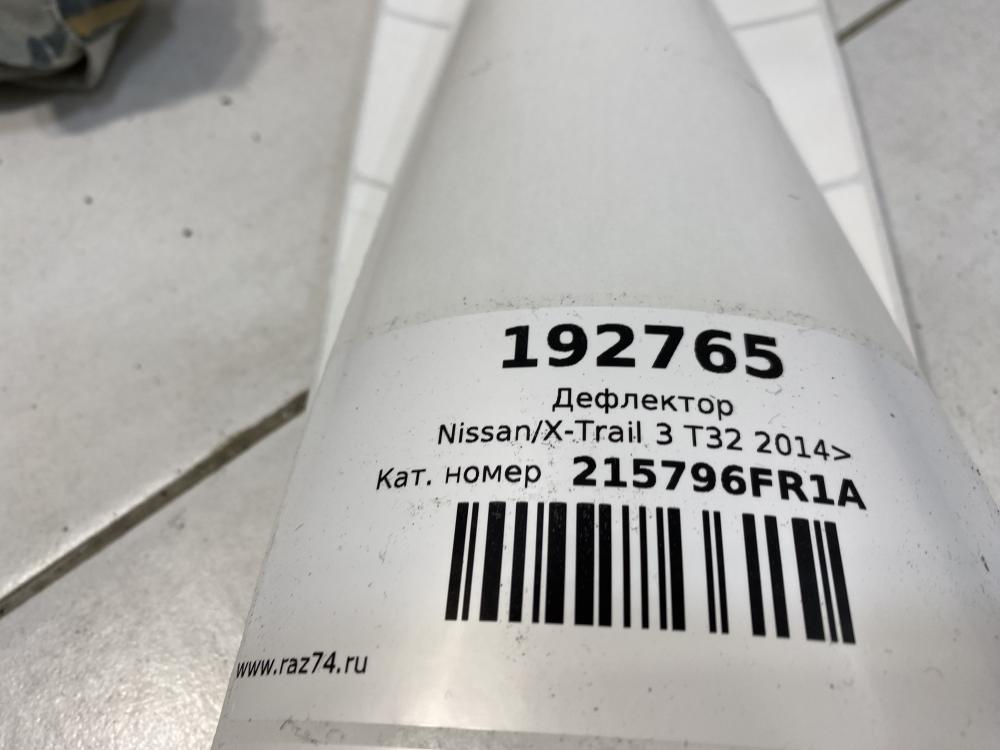 192765
Дефлектор
Nissan/X-Trail 3 T32 2014>
Кат. номер 215796FR1A
www.raz74.ru